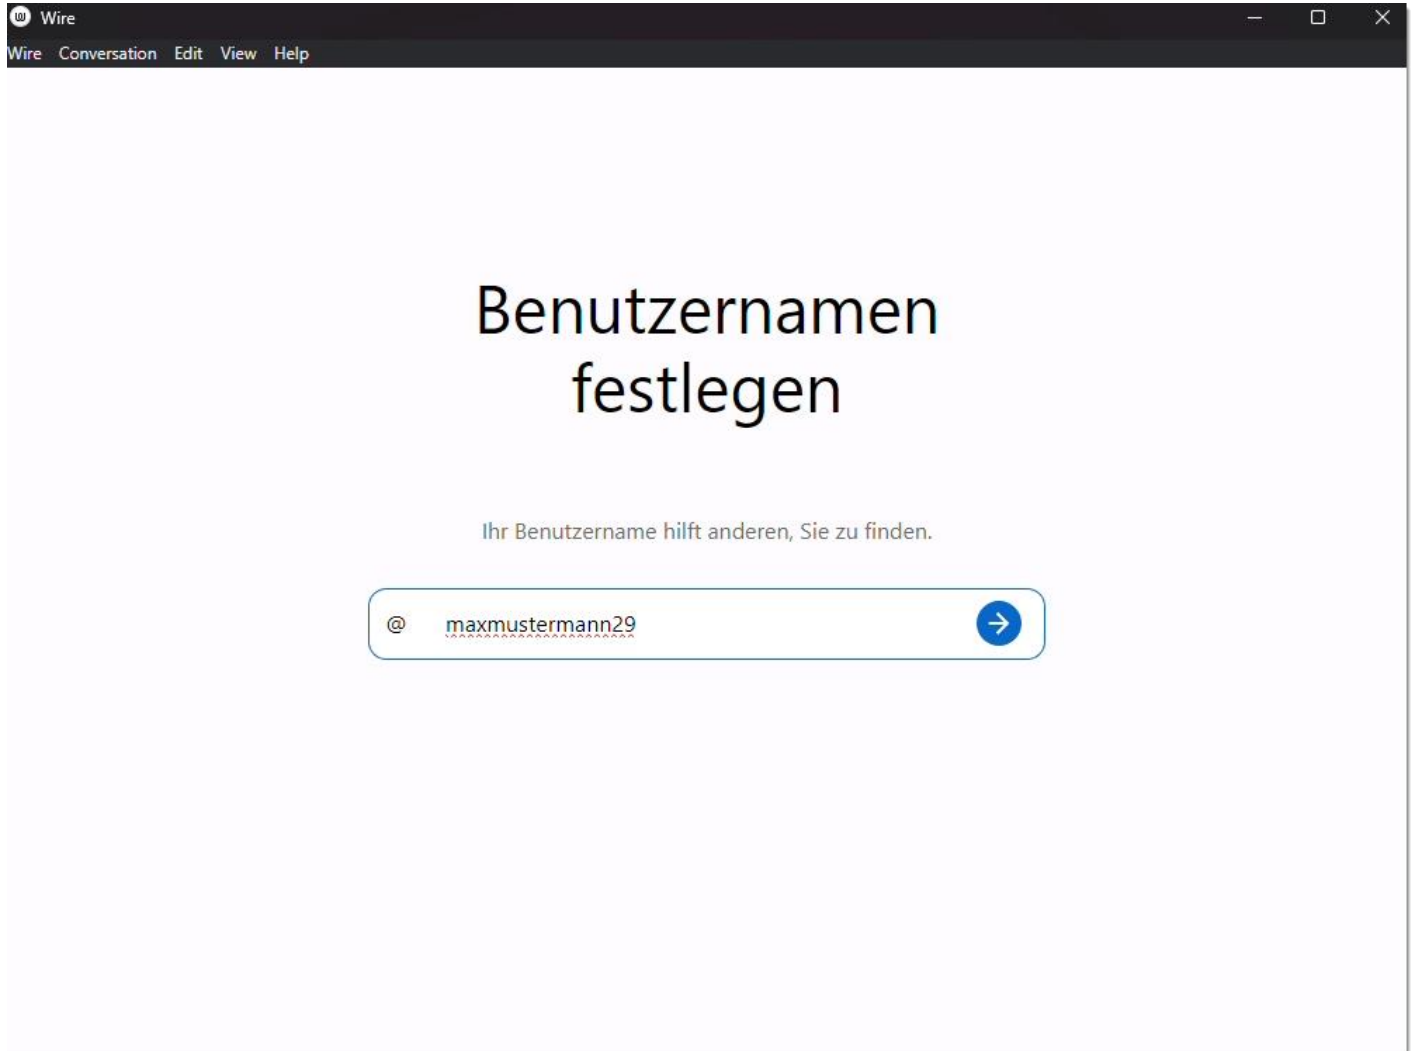 Wire
Wire Conversation Edit View Help
Benutzernamen
festlegen
Ihr Benutzername hilft anderen, Sie zu finden.
@ maxmustermann29